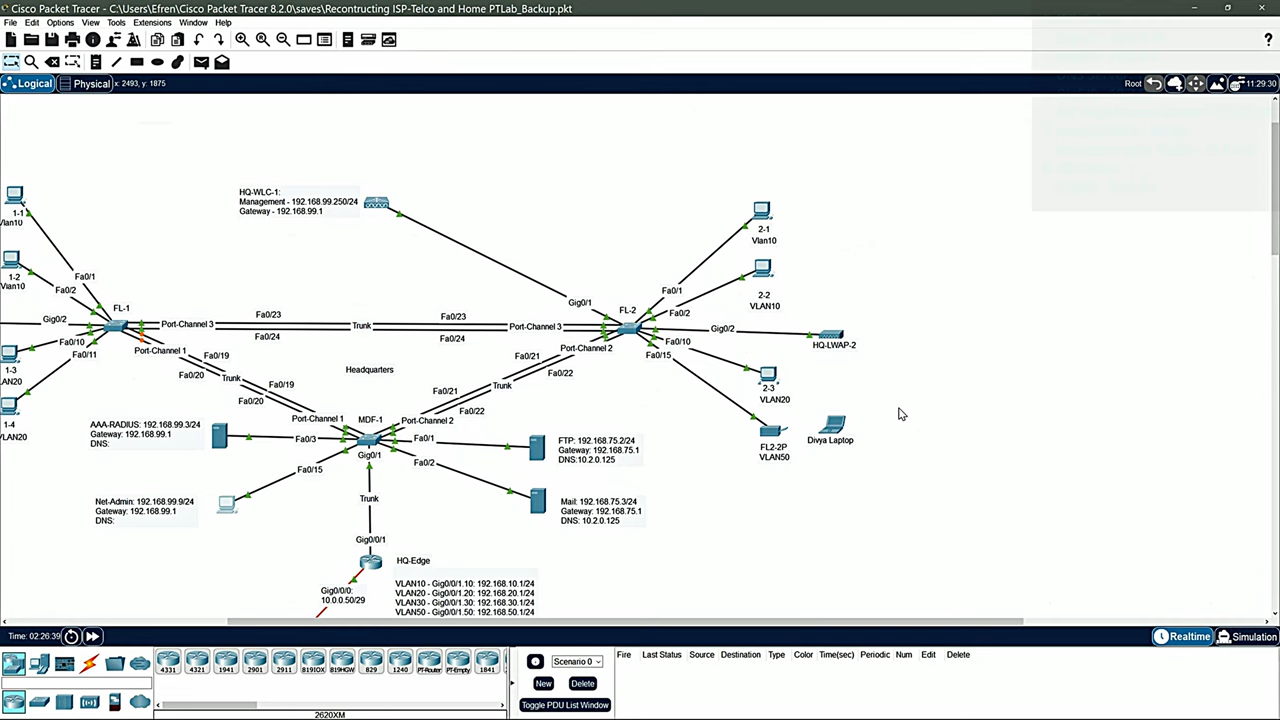 Cisco Packet Tracer - C:\Users\Efren\Cisco Packet Tracer 8.2.0\saves\Recontructing ISP-Telco and Home PTLab_Backup.pkt
File Edit Options View Tools Extensions Window Help
Logical Physical x: 2493, y: 1875 Root 11:29:30
HQ-WLC-1:
Management - 192.168.99.250/24
Gateway - 192.168.99.1
1-1
Vlan10
1-2
Vlan10
Fa0/1
Fa0/2
FL-1
Gig0/2
Fa0/10
Fa0/11
1-3
LAN20
1-4
VLAN20
Port-Channel 3
Fa0/23
Fa0/24
Trunk
Fa0/23
Fa0/24
Port-Channel 3
Gig0/1
FL-2
2-1
Vlan10
2-2
VLAN10
Fa0/1
Fa0/2
Gig0/2
HQ-LWAP-2
Fa0/10
Fa0/15
2-3
VLAN20
FL2-2P
VLAN50
Divya Laptop
Port-Channel 1
Fa0/19
Fa0/20
Trunk
Fa0/19
Fa0/20
Port-Channel 1
Headquarters
Port-Channel 2
Fa0/21
Fa0/22
Trunk
Fa0/21
Fa0/22
Port-Channel 2
MDF-1
AAA-RADIUS: 192.168.99.3/24
Gateway: 192.168.99.1
DNS:
Fa0/3
Fa0/15
Gig0/1
Fa0/1
Fa0/2
FTP: 192.168.75.2/24
Gateway: 192.168.75.1
DNS:10.2.0.125
Net-Admin: 192.168.99.9/24
Gateway: 192.168.99.1
DNS:
Mail: 192.168.75.3/24
Gateway: 192.168.75.1
DNS: 10.2.0.125
Trunk
Gig0/0/1
HQ-Edge
Gig0/0/0:
10.0.0.50/29
VLAN10 - Gig0/0/1.10: 192.168.10.1/24
VLAN20 - Gig0/0/1.20: 192.168.20.1/24
VLAN30 - Gig0/0/1.30: 192.168.30.1/24
VLAN50 - Gig0/0/1.50: 192.168.50.1/24
Time: 02:26:39 Realtime Simulation
4331 4321 1941 2901 2911 819IOX 819HGW 829 1240 PT-Router PT-Empty 1841
2620XM
Scenario 0
New Delete
Toggle PDU List Window
Fire Last Status Source Destination Type Color Time(sec) Periodic Num Edit Delete